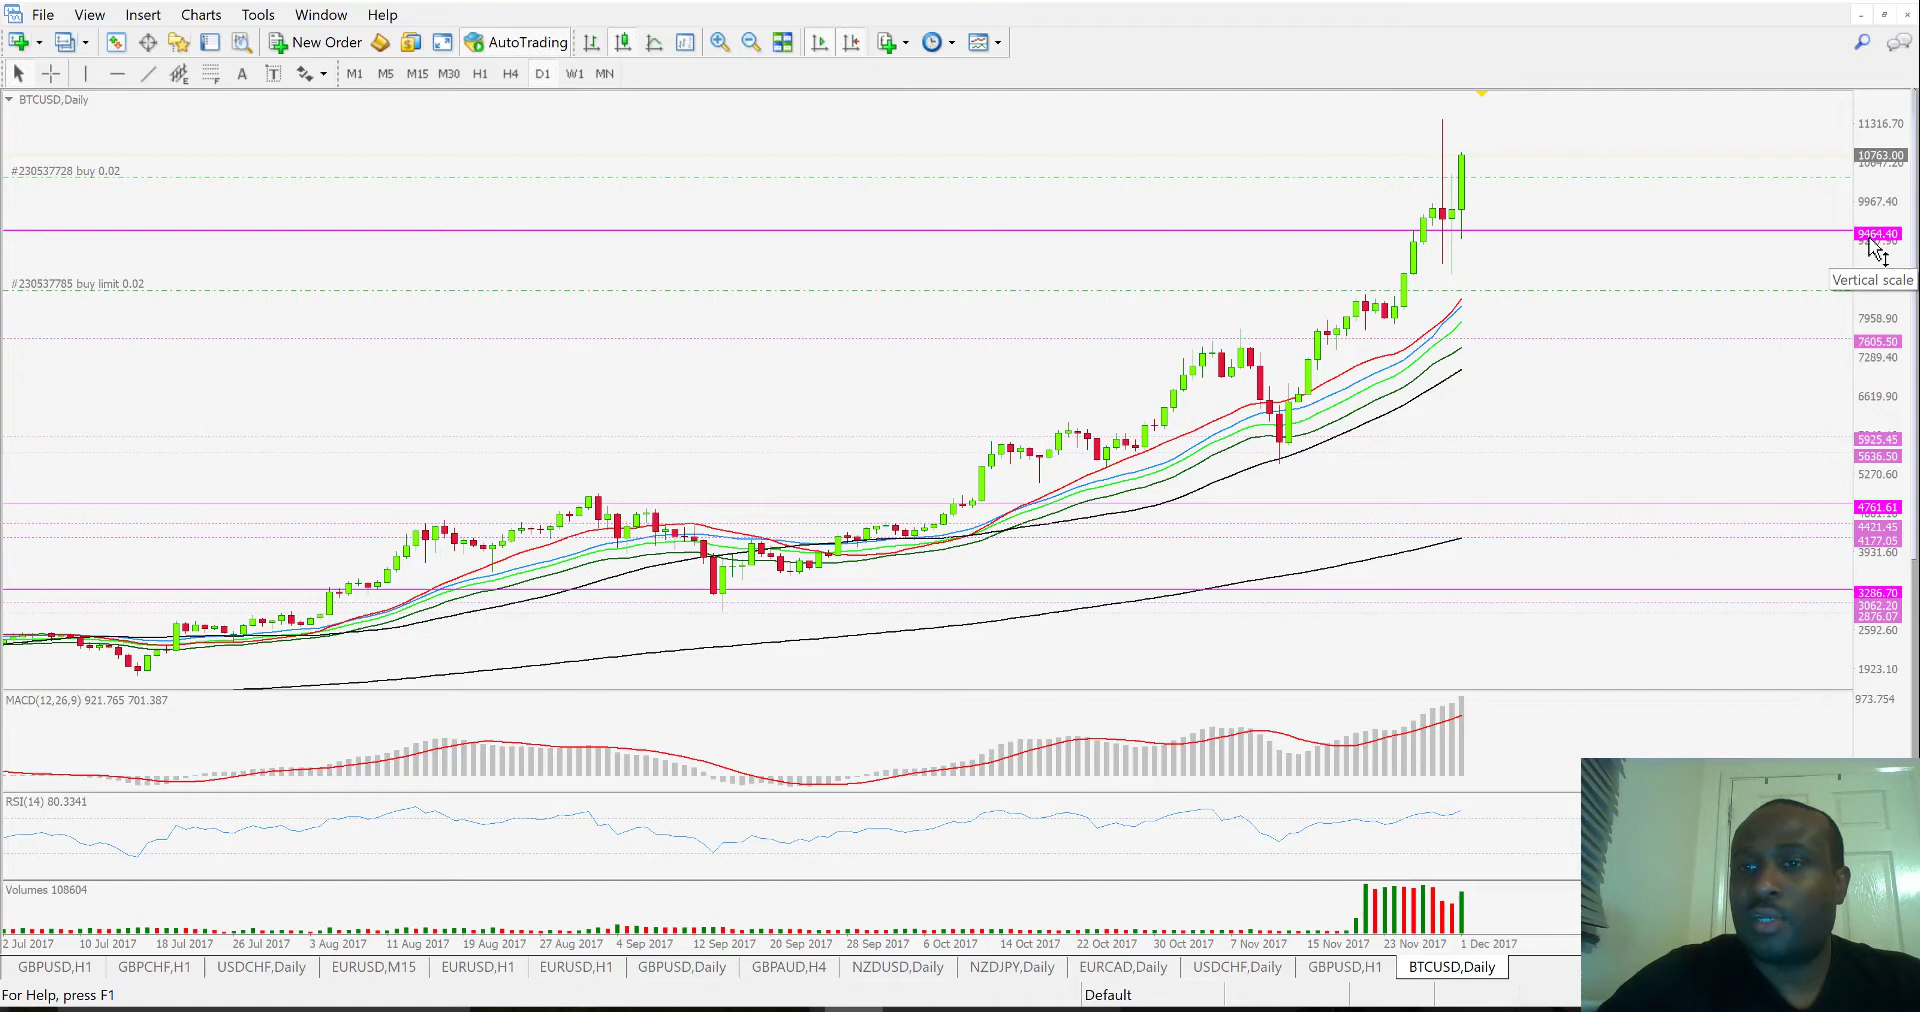 File View Insert Charts Tools Window Help
New Order AutoTrading
A T M1 M5 M15 M30 H1 H4 D1 W1 MN
BTCUSD,Daily
11316.70
10763.00
#230537728 buy 0.02
9967.40
9464.40
Vertical scale
#230537785 buy limit 0.02
7958.90
7605.50
7289.40
6619.90
5925.45
5636.50
5270.60
4761.61
4421.45
4177.05
3931.60
3286.70
3062.20
2876.07
2592.60
1923.10
MACD(12,26,9) 921.765 701.387
973.754
RSI(14) 80.3341
Volumes 108604
2 Jul 2017 10 Jul 2017 18 Jul 2017 26 Jul 2017 3 Aug 2017 11 Aug 2017 19 Aug 2017 27 Aug 2017 4 Sep 2017 12 Sep 2017 20 Sep 2017 28 Sep 2017 6 Oct 2017 14 Oct 2017 22 Oct 2017 30 Oct 2017 7 Nov 2017 15 Nov 2017 23 Nov 2017 1 Dec 2017
GBPUSD,H1 GBPCHF,H1 USDCHF,Daily EURUSD,M15 EURUSD,H1 EURUSD,H1 GBPUSD,Daily GBPAUD,H4 NZDUSD,Daily NZDJPY,Daily EURCAD,Daily USDCHF,Daily GBPUSD,H1 BTCUSD,Daily
For Help, press F1 Default